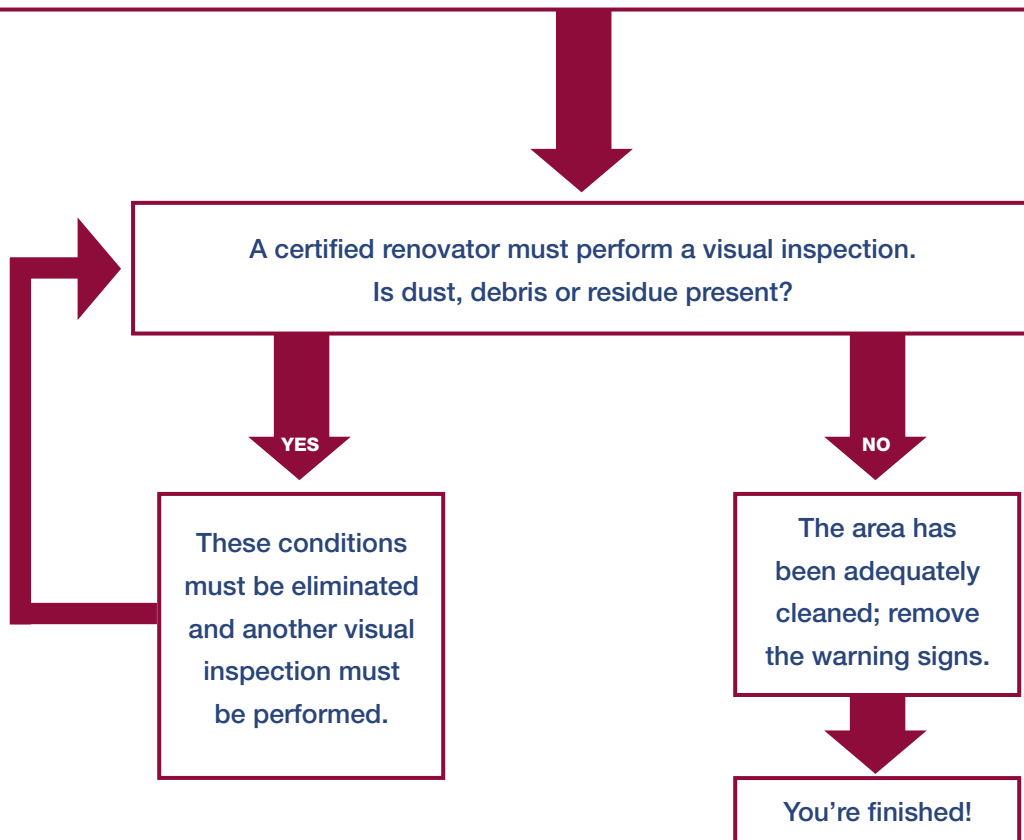 A certified renovator must perform a visual inspection.
Is dust, debris or residue present?
YES
NO
These conditions
must be eliminated
and another visual
inspection must
be performed.
The area has
been adequately
cleaned; remove
the warning signs.
You're finished!